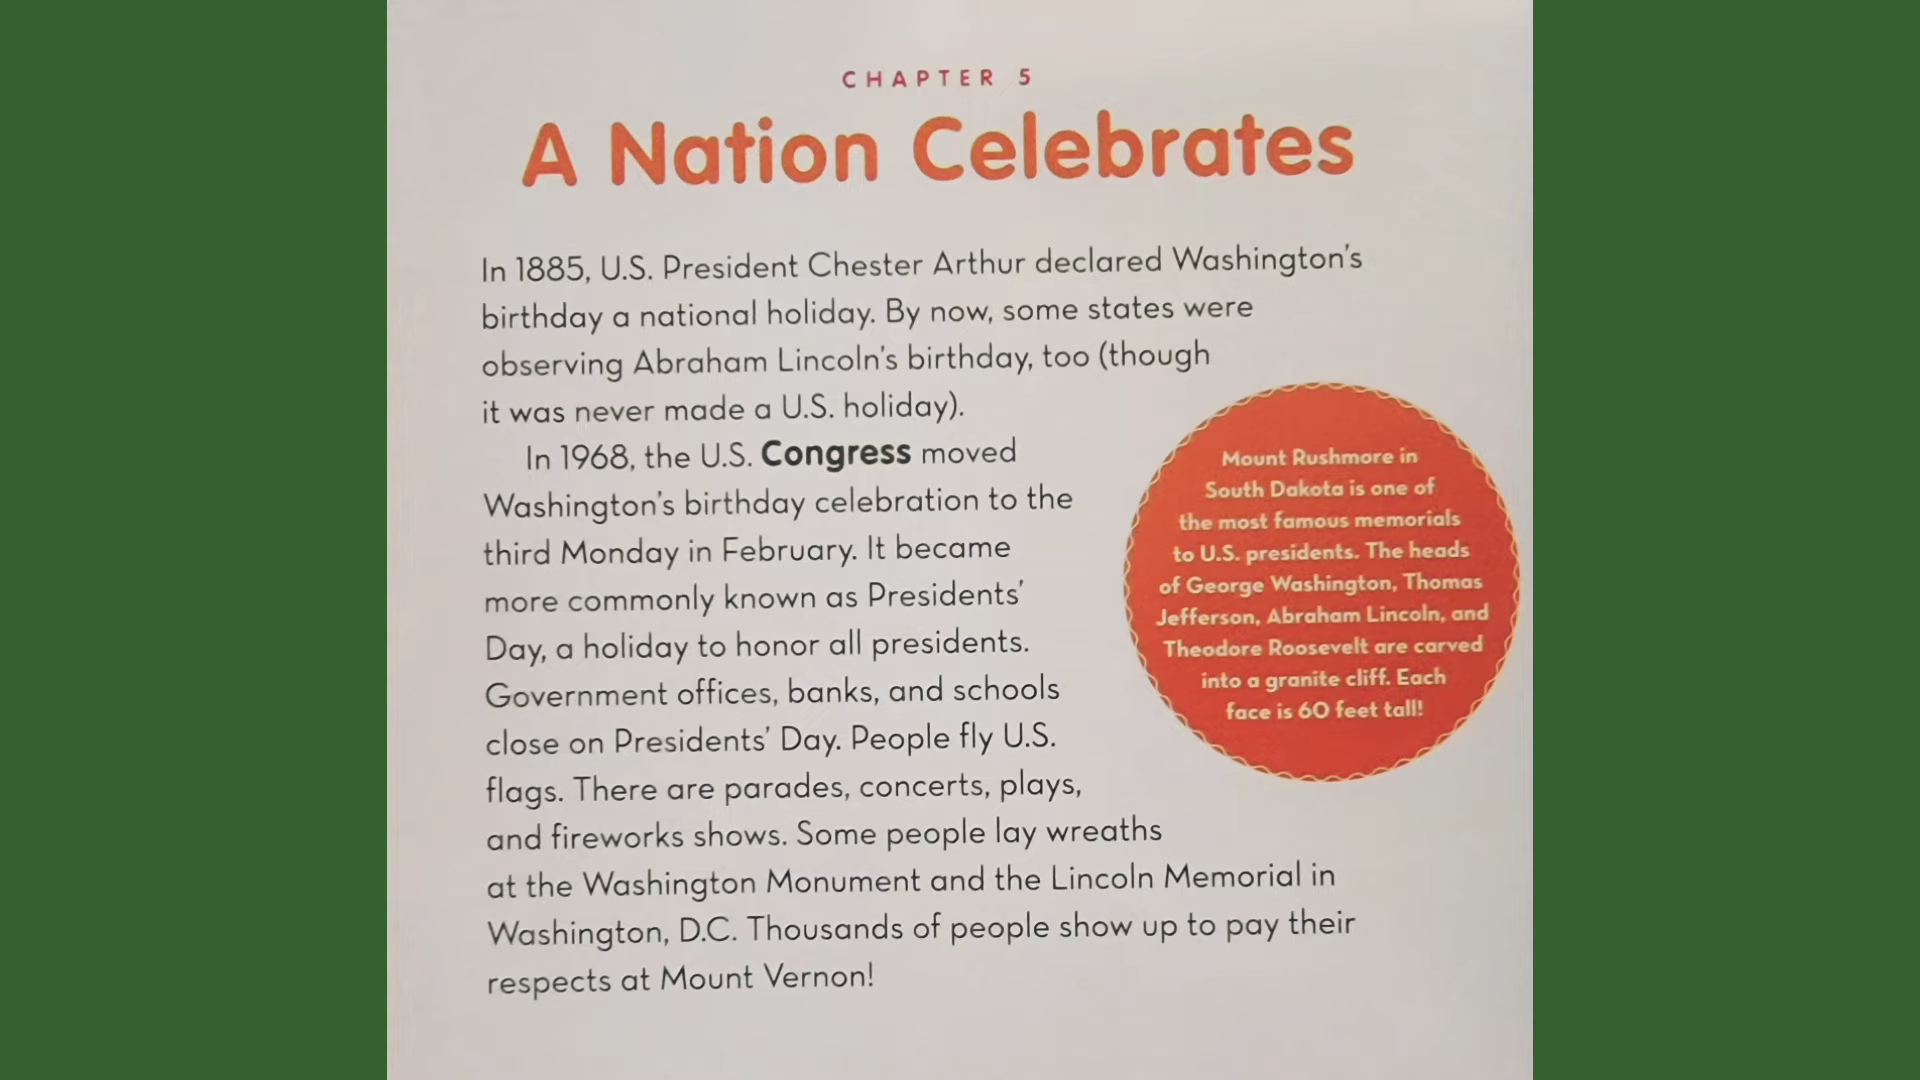 CHAPTER 5
A Nation Celebrates
In 1885, U.S. President Chester Arthur declared Washington's
birthday a national holiday. By now, some states were
observing Abraham Lincoln's birthday, too (though
it was never made a U.S. holiday).
In 1968, the U.S. Congress moved
Washington's birthday celebration to the
third Monday in February. It became
more commonly known as Presidents'
Day, a holiday to honor all presidents.
Government offices, banks, and schools
close on Presidents' Day. People fly U.S.
flags. There are parades, concerts, plays,
and fireworks shows. Some people lay wreaths
at the Washington Monument and the Lincoln Memorial in
Washington, D.C. Thousands of people show up to pay their
respects at Mount Vernon!
Mount Rushmore in
South Dakota is one of
the most famous memorials
to U.S. presidents. The heads
of George Washington, Thomas
Jefferson, Abraham Lincoln, and
Theodore Roosevelt are carved
into a granite cliff. Each
face is 60 feet tall!